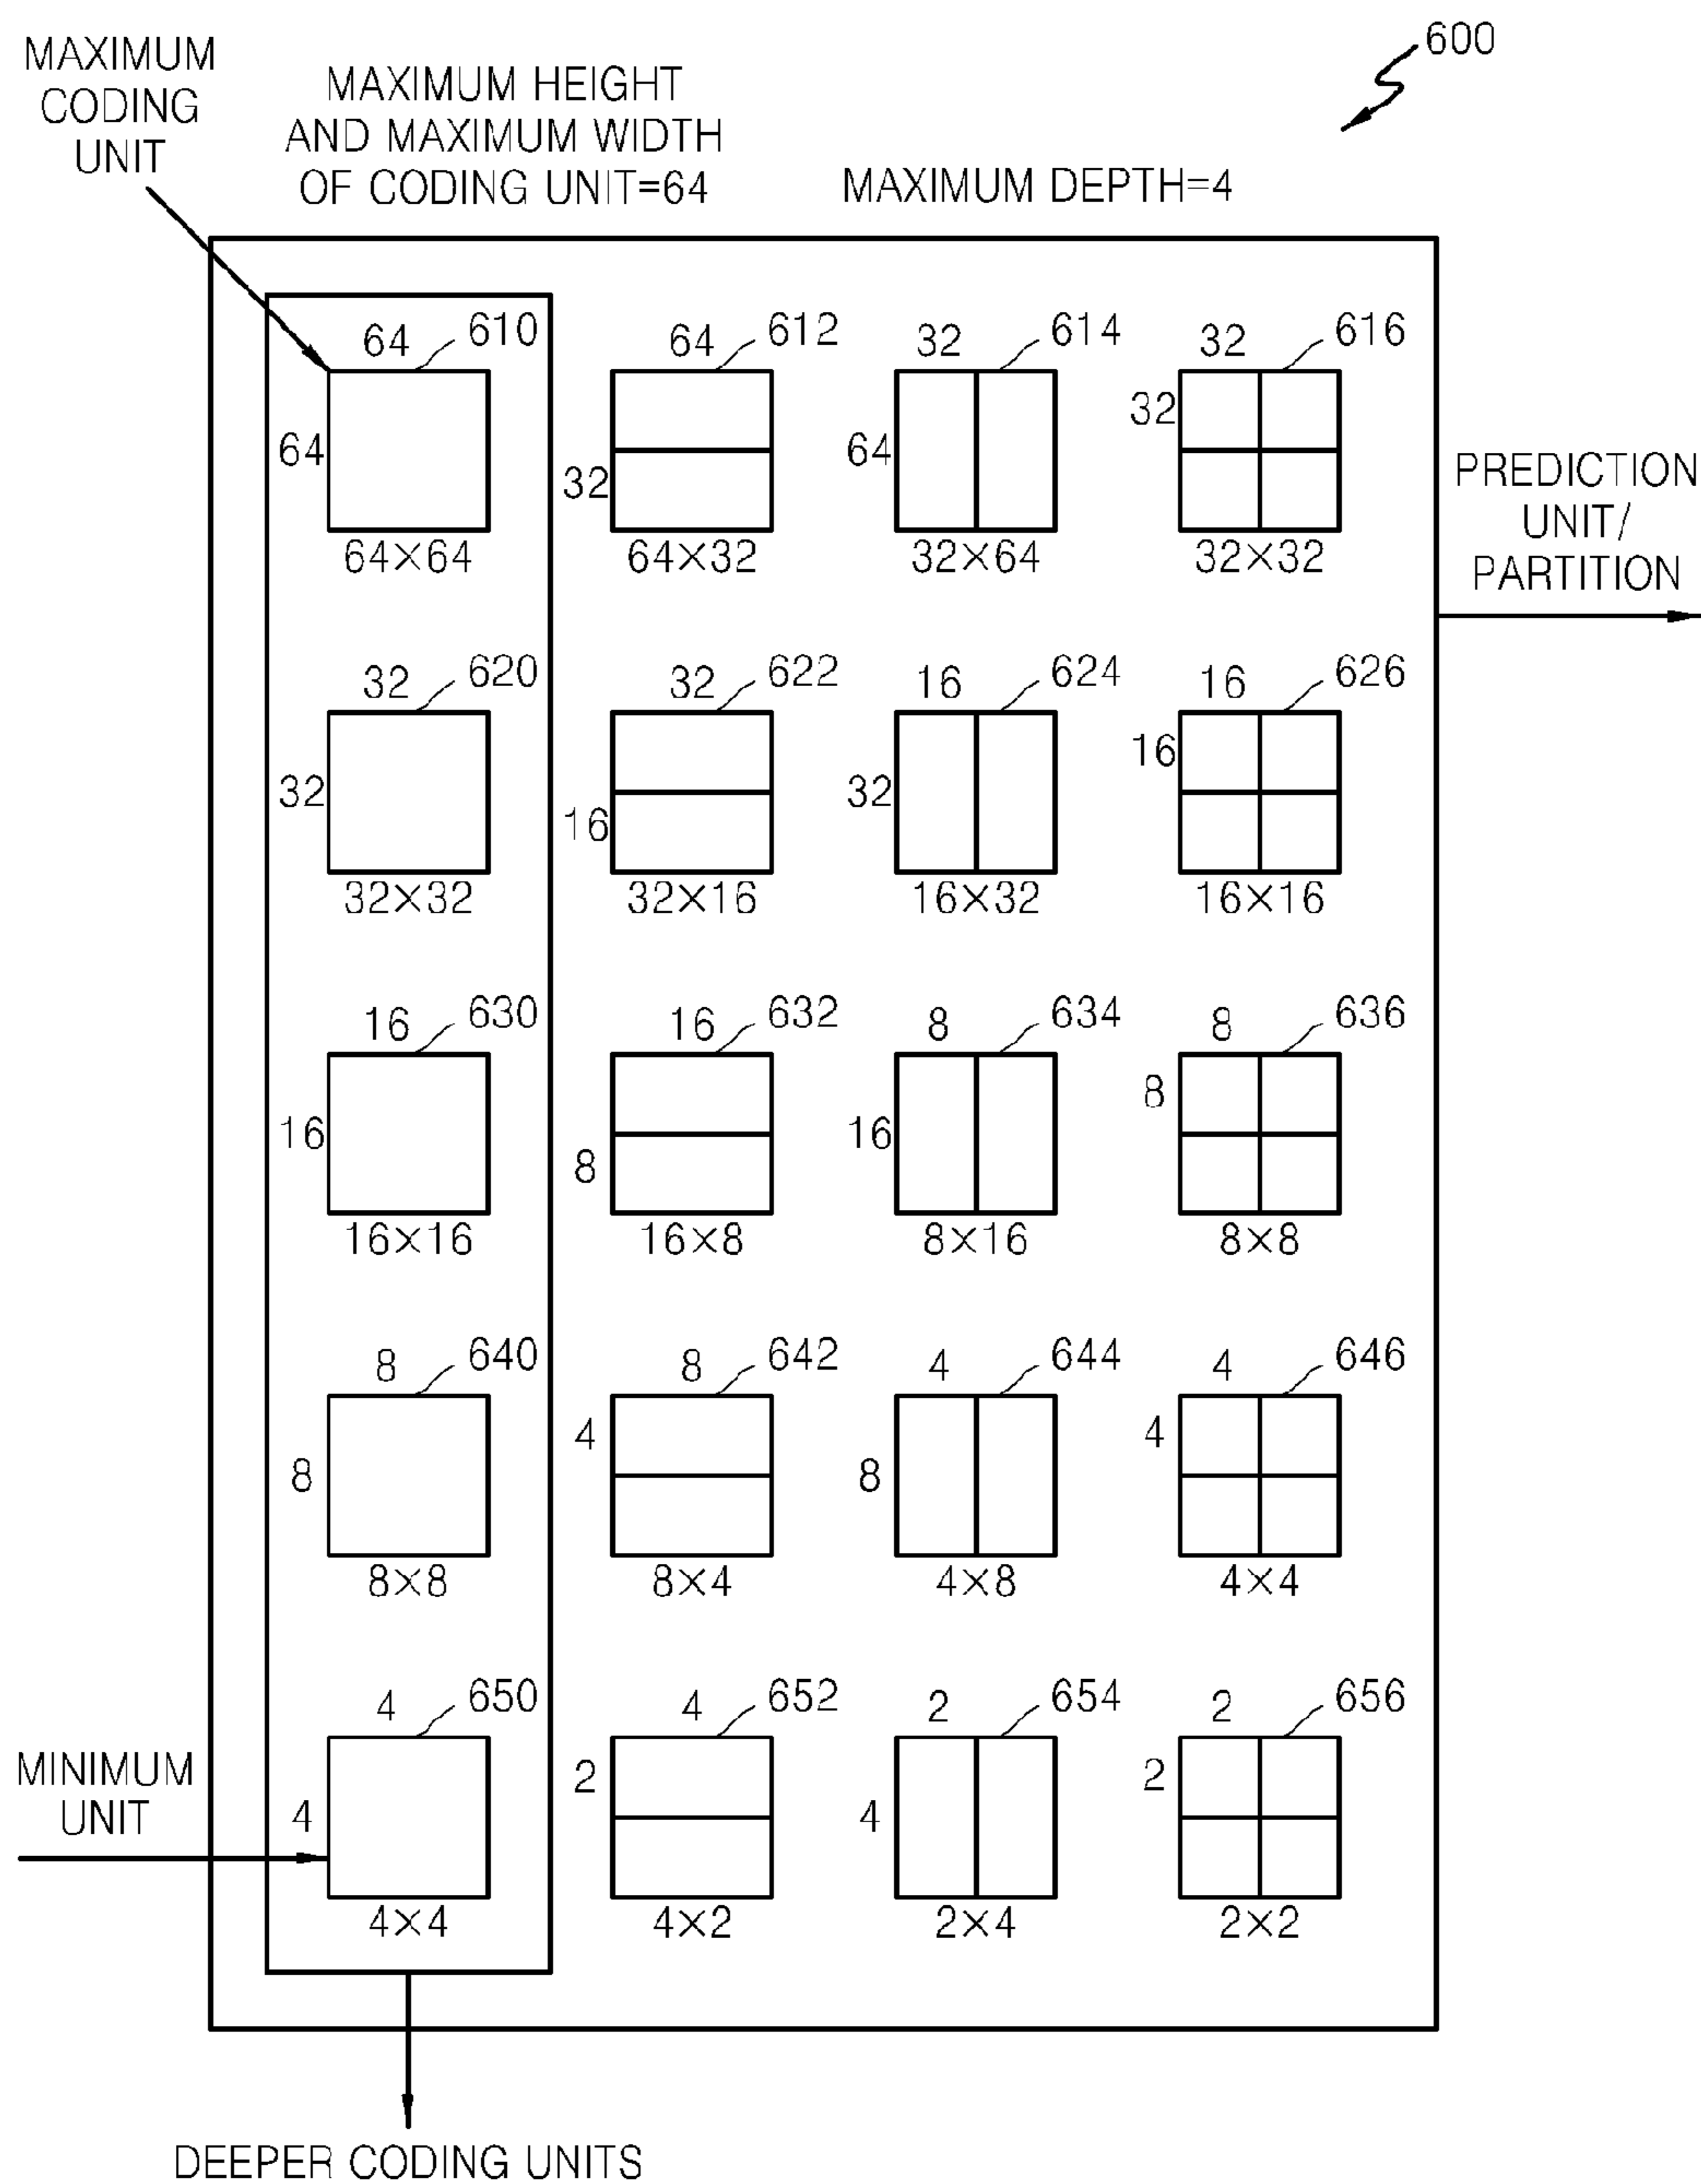 600
MAXIMUM
CODING
UNIT
MAXIMUM HEIGHT
AND MAXIMUM WIDTH
OF CODING UNIT=64
MAXIMUM DEPTH=4
64 610 64 612 32 614 32 616
64 32 64 32
64×64 64×32 32×64 32×32
PREDICTION
UNIT/
PARTITION
32 620 32 622 16 624 16 626
32 16 32 16
32×32 32×16 16×32 16×16
16 630 16 632 8 634 8 636
16 8 16 8
16×16 16×8 8×16 8×8
8 640 8 642 4 644 4 646
8 4 8 4
8×8 8×4 4×8 4×4
4 650 4 652 2 654 2 656
MINIMUM
UNIT
4 2 4 2
4×4 4×2 2×4 2×2
DEEPER CODING UNITS